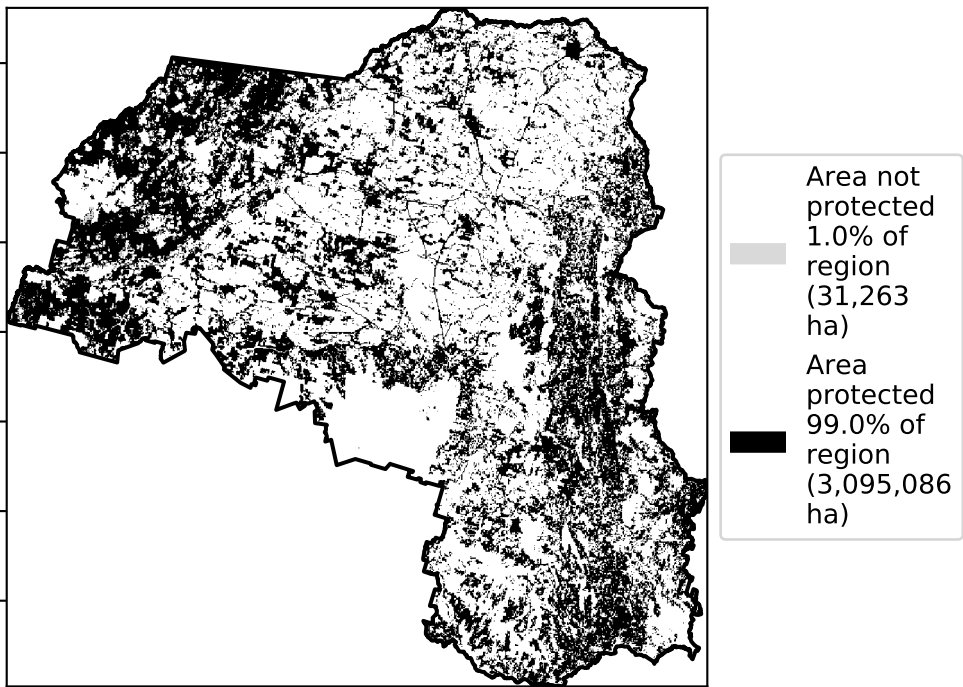 Area not
protected
1.0% of
region
(31,263
ha)
Area
protected
99.0% of
region
(3,095,086
ha)